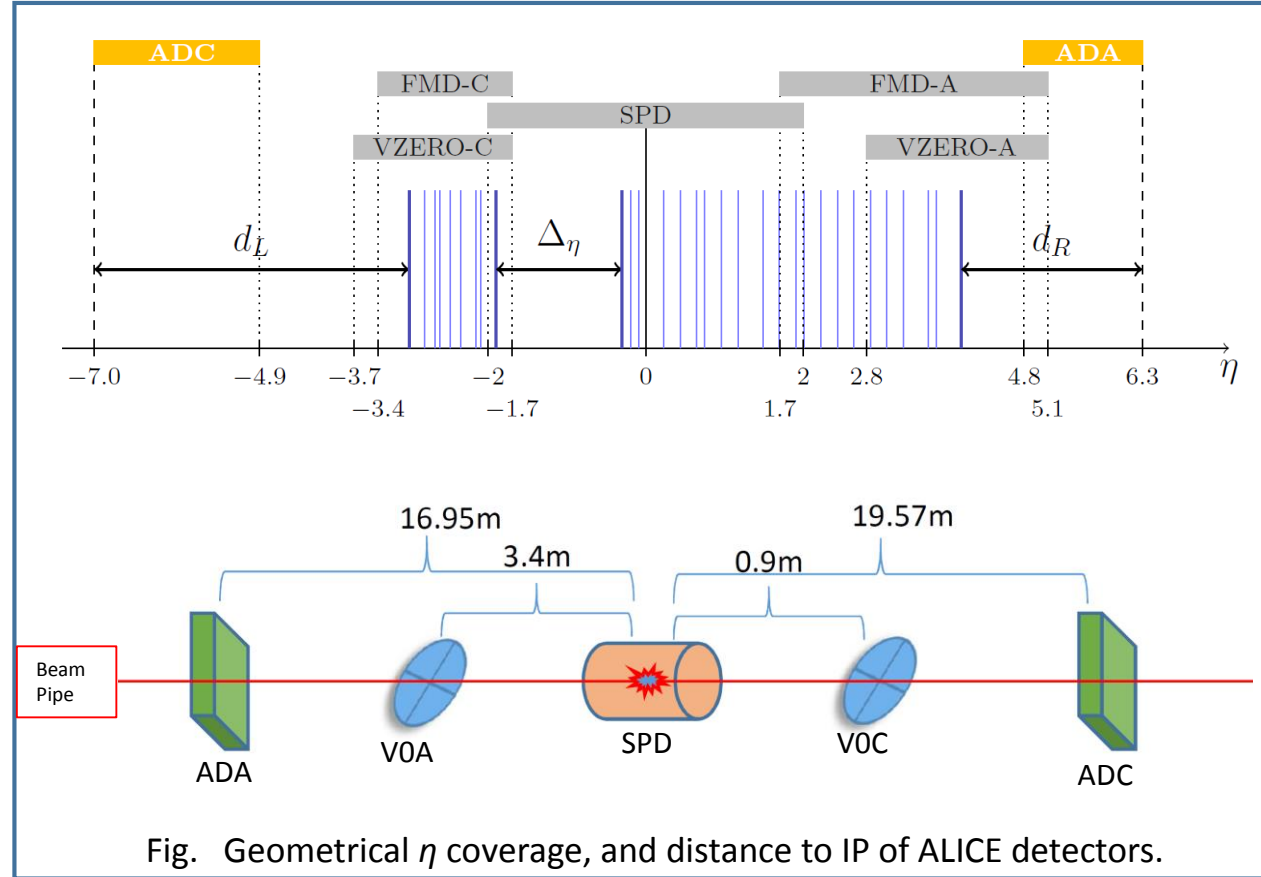 ADC
ADA
FMD-C
FMD-A
SPD
VZERO-C
VZERO-A
d_L
Δ_η
d_R
−7.0 −4.9 −3.7 −2 0 2 2.8 4.8 6.3 η
−3.4 −1.7 1.7 5.1
16.95m 19.57m
3.4m 0.9m
Beam
Pipe
ADA V0A SPD V0C ADC
Fig. Geometrical η coverage, and distance to IP of ALICE detectors.